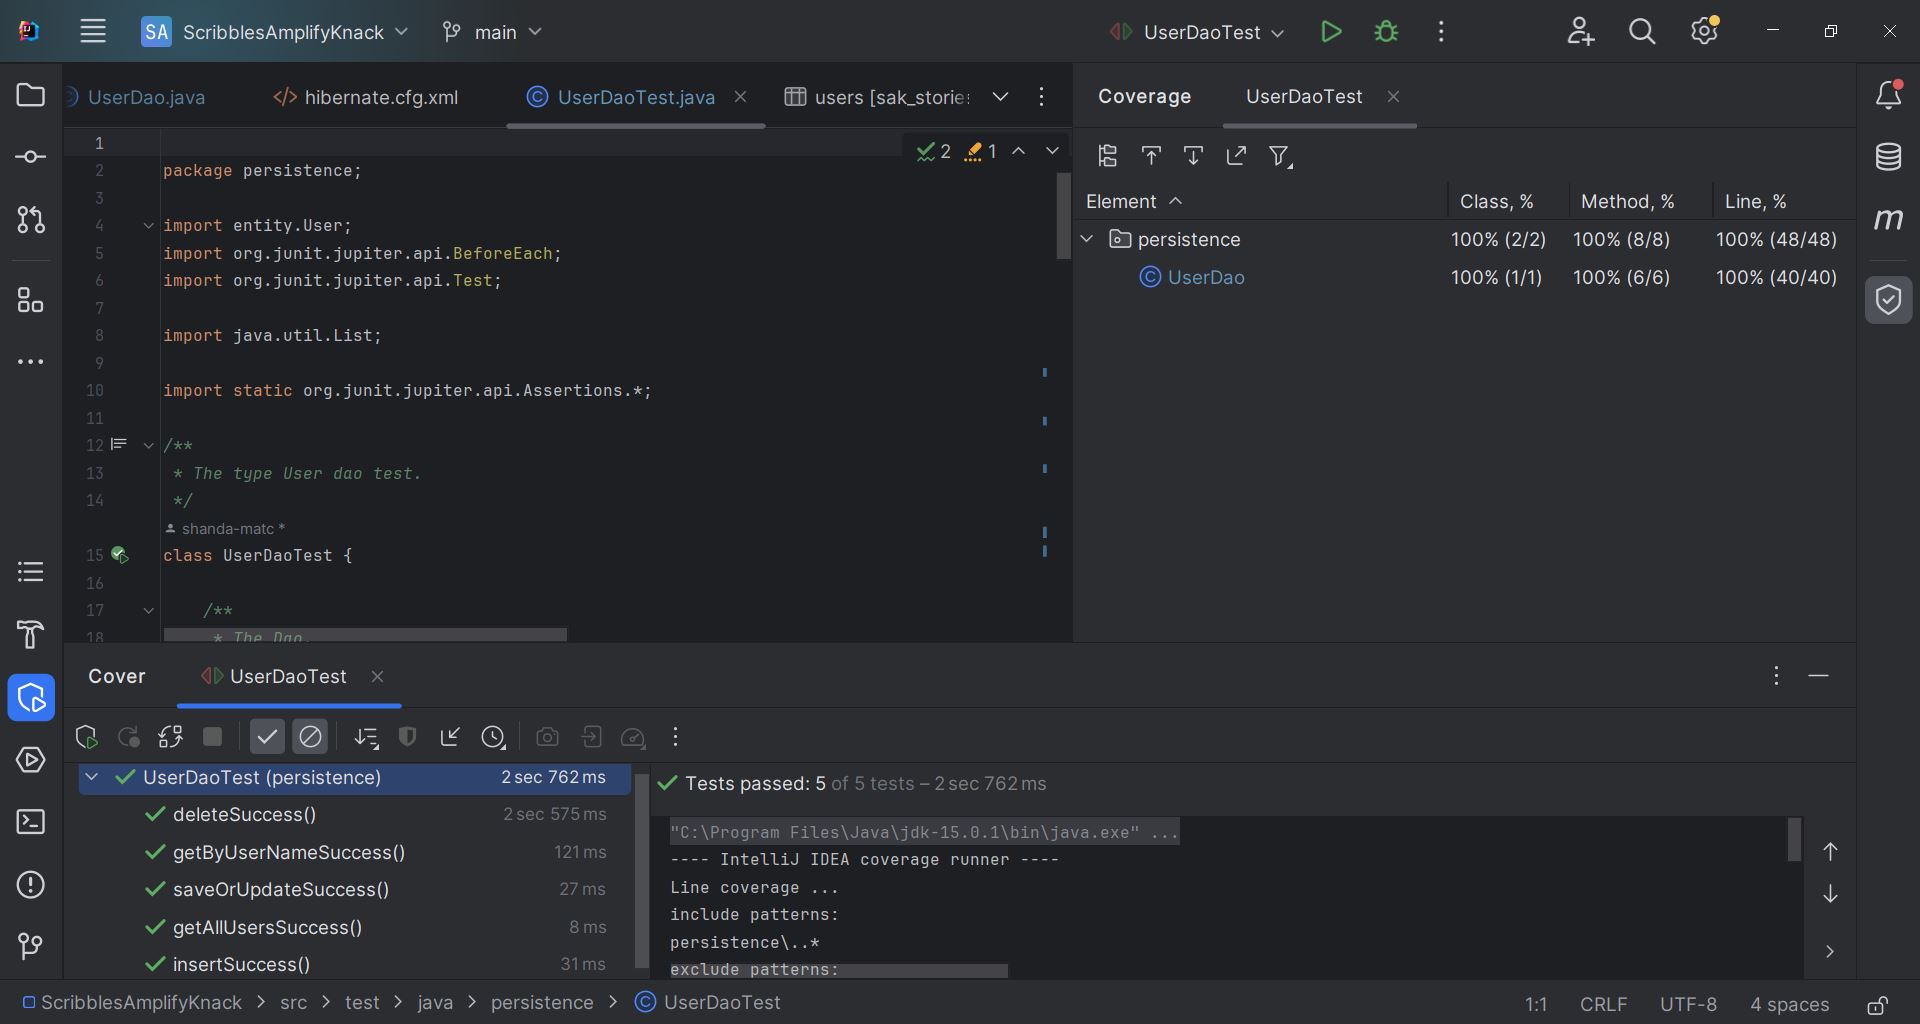 SA ScribblesAmplifyKnack main UserDaoTest
UserDao.java hibernate.cfg.xml UserDaoTest.java users [sak_stories
2 1
1
2 package persistence;
3
4 import entity.User;
5 import org.junit.jupiter.api.BeforeEach;
6 import org.junit.jupiter.api.Test;
7
8 import java.util.List;
9
10 import static org.junit.jupiter.api.Assertions.*;
11
12 /**
13 * The type User dao test.
14 */
shanda-matc *
15 class UserDaoTest {
16
17 /**
18 * The Dao.
Coverage UserDaoTest
Element Class, % Method, % Line, %
persistence 100% (2/2) 100% (8/8) 100% (48/48)
UserDao 100% (1/1) 100% (6/6) 100% (40/40)
m
Cover UserDaoTest
UserDaoTest (persistence) 2 sec 762 ms
deleteSuccess() 2 sec 575 ms
getByUserNameSuccess() 121 ms
saveOrUpdateSuccess() 27 ms
getAllUsersSuccess() 8 ms
insertSuccess() 31 ms
Tests passed: 5 of 5 tests – 2 sec 762 ms
"C:\Program Files\Java\jdk-15.0.1\bin\java.exe" ...
---- IntelliJ IDEA coverage runner ----
Line coverage ...
include patterns:
persistence\..*
exclude patterns:
ScribblesAmplifyKnack > src > test > java > persistence > UserDaoTest
1:1 CRLF UTF-8 4 spaces